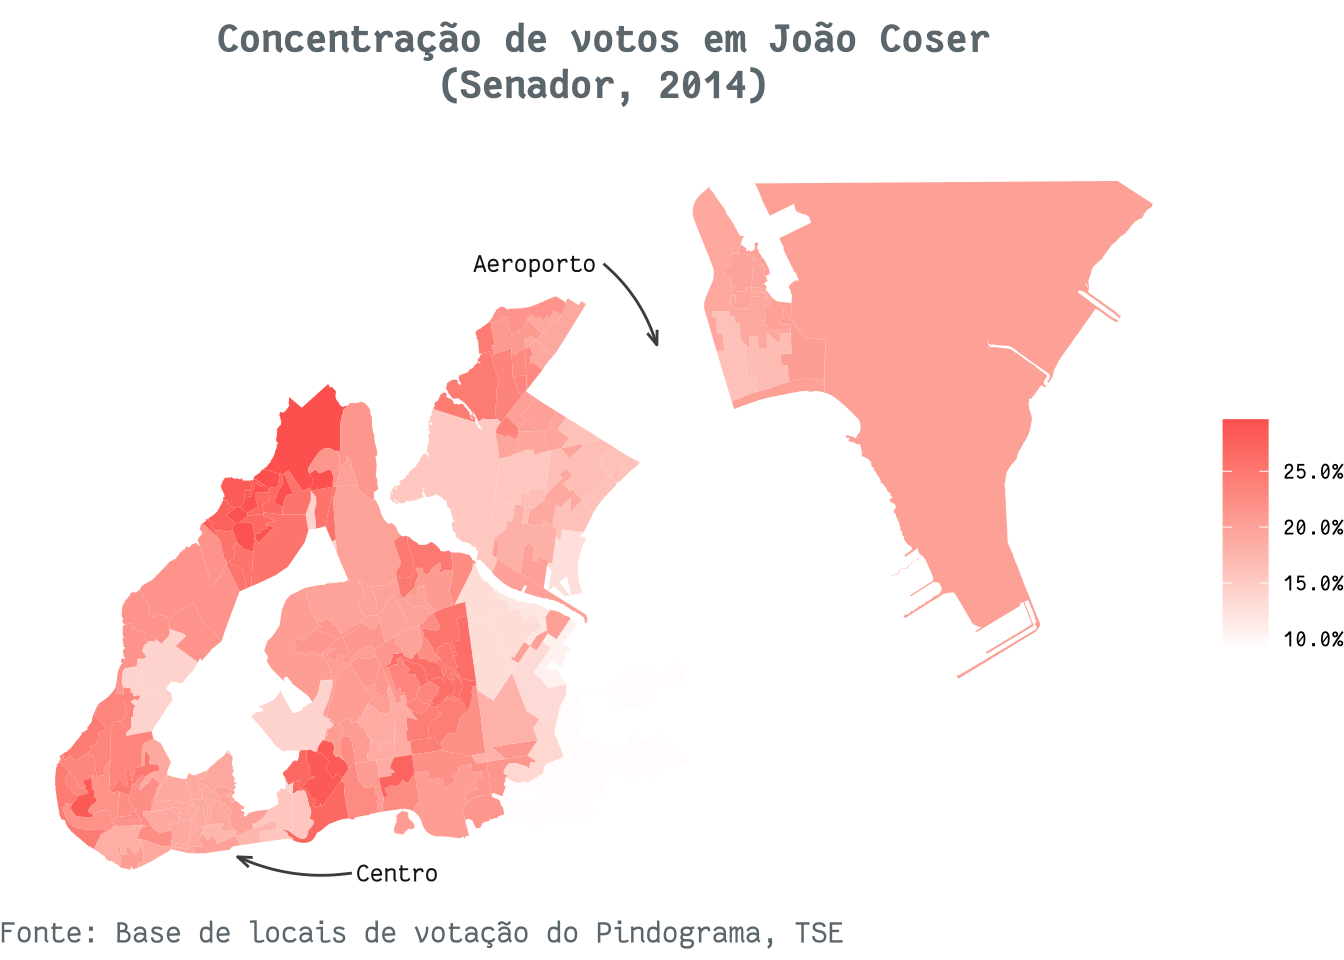 Concentração de votos em João Coser
(Senador, 2014)
Aeroporto
25.0%
20.0%
15.0%
10.0%
Centro
Fonte: Base de locais de votação do Pindograma, TSE